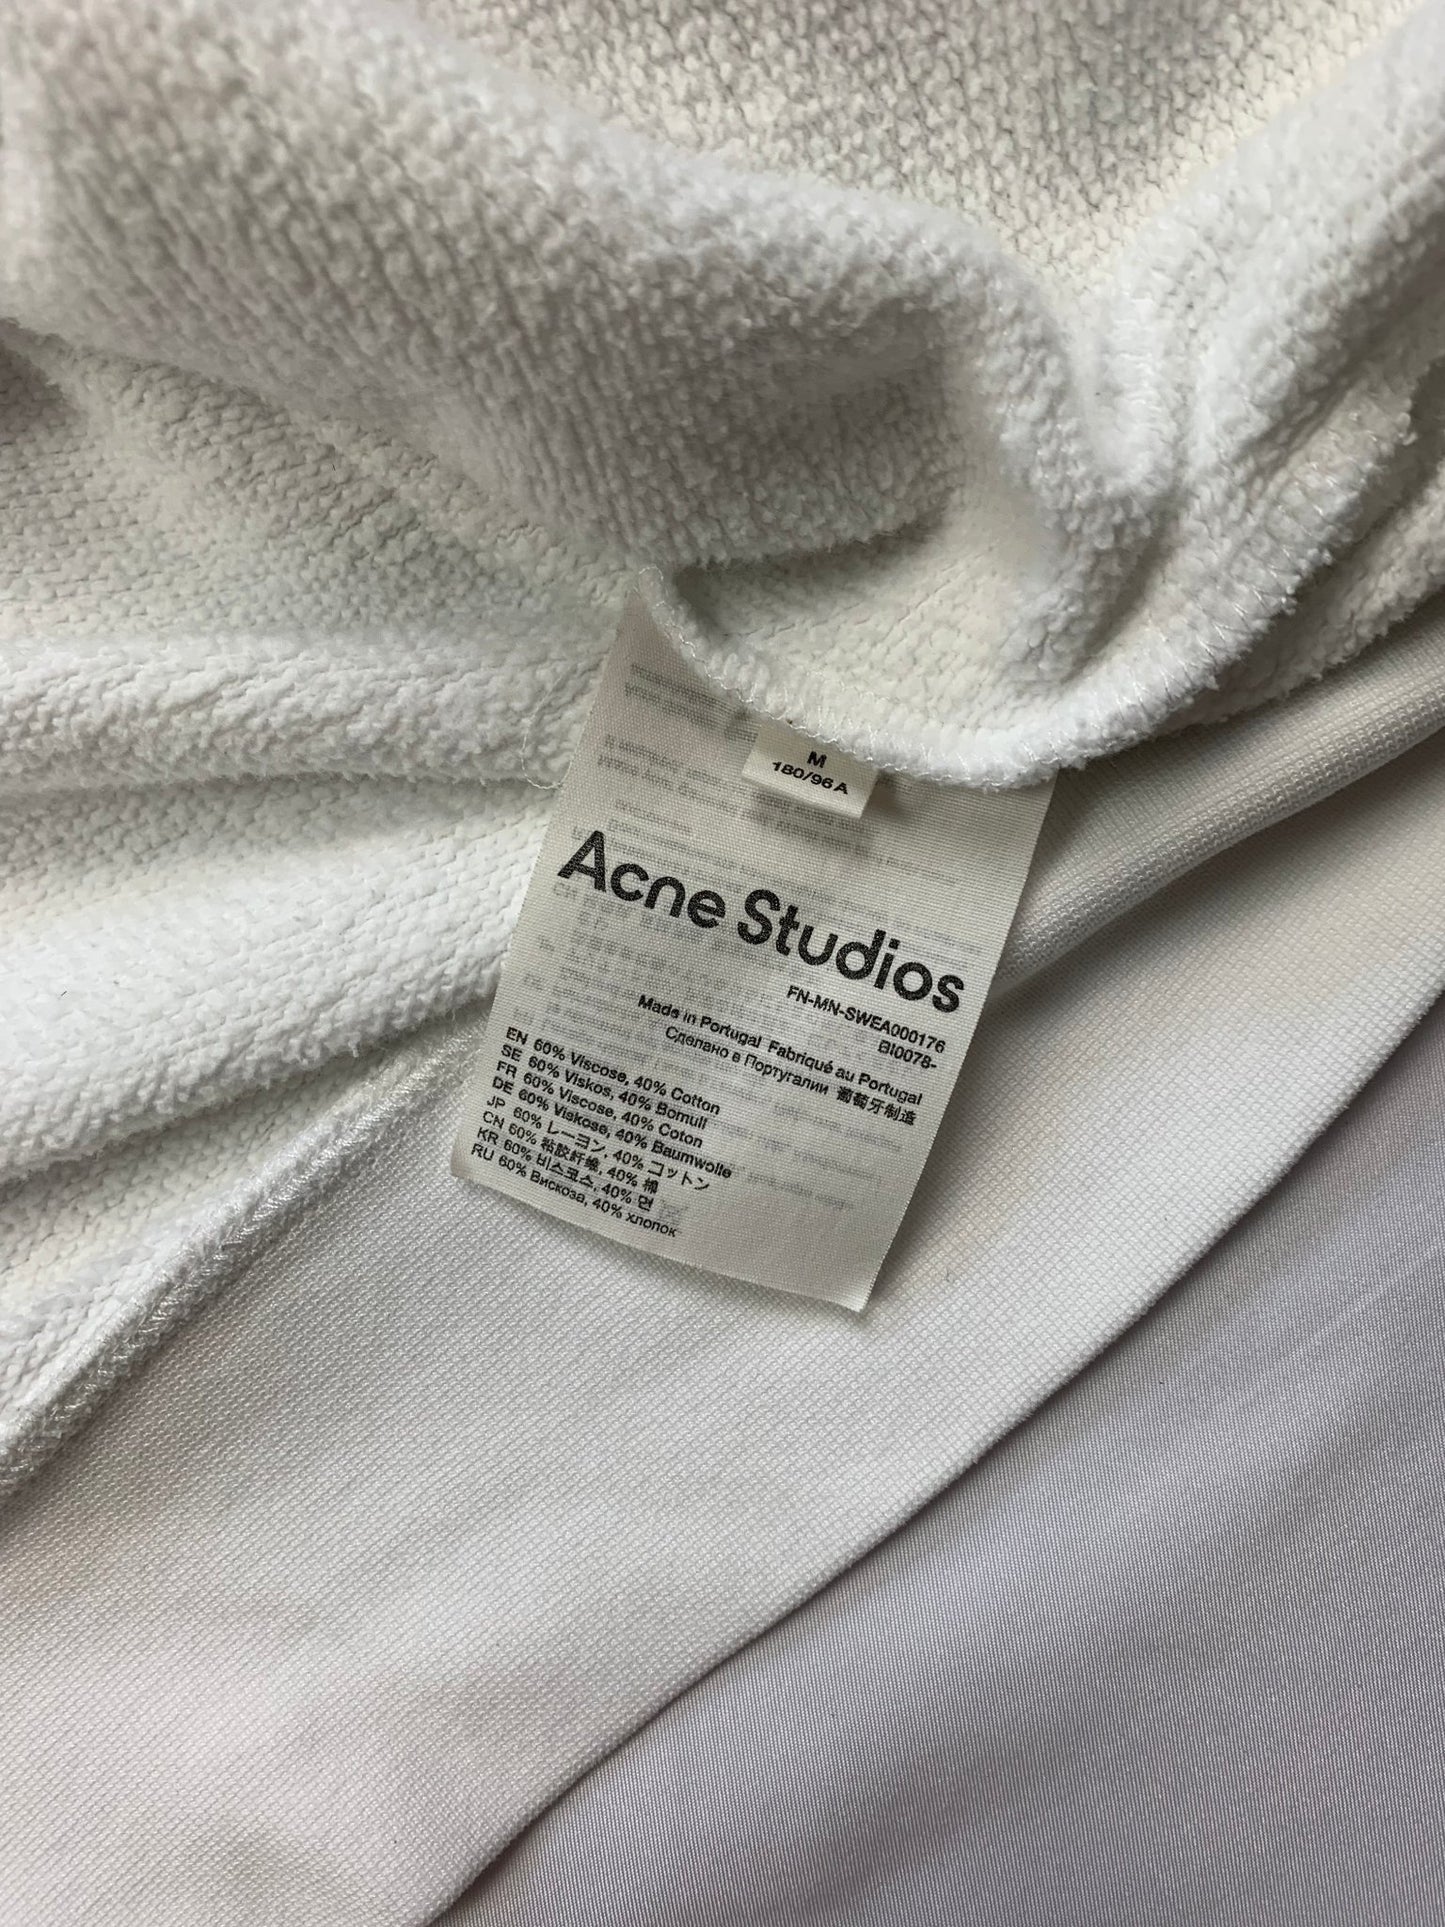 M
180/96A
Acne Studios
FN-MN-SWEA000176
BI0078-
Made in Portugal Fabriqué au Portugal
Сделано в Португалии 葡萄牙制造
EN 60% Viscose, 40% Cotton
SE 60% Viskos, 40% Bomull
FR 60% Viscose, 40% Coton
DE 60% Viskose, 40% Baumwolle
JP 60% レーヨン, 40% コットン
CN 60% 粘胶纤维, 40% 棉
KR 60% 비스코스, 40% 면
RU 60% Вискоза, 40% хлопок